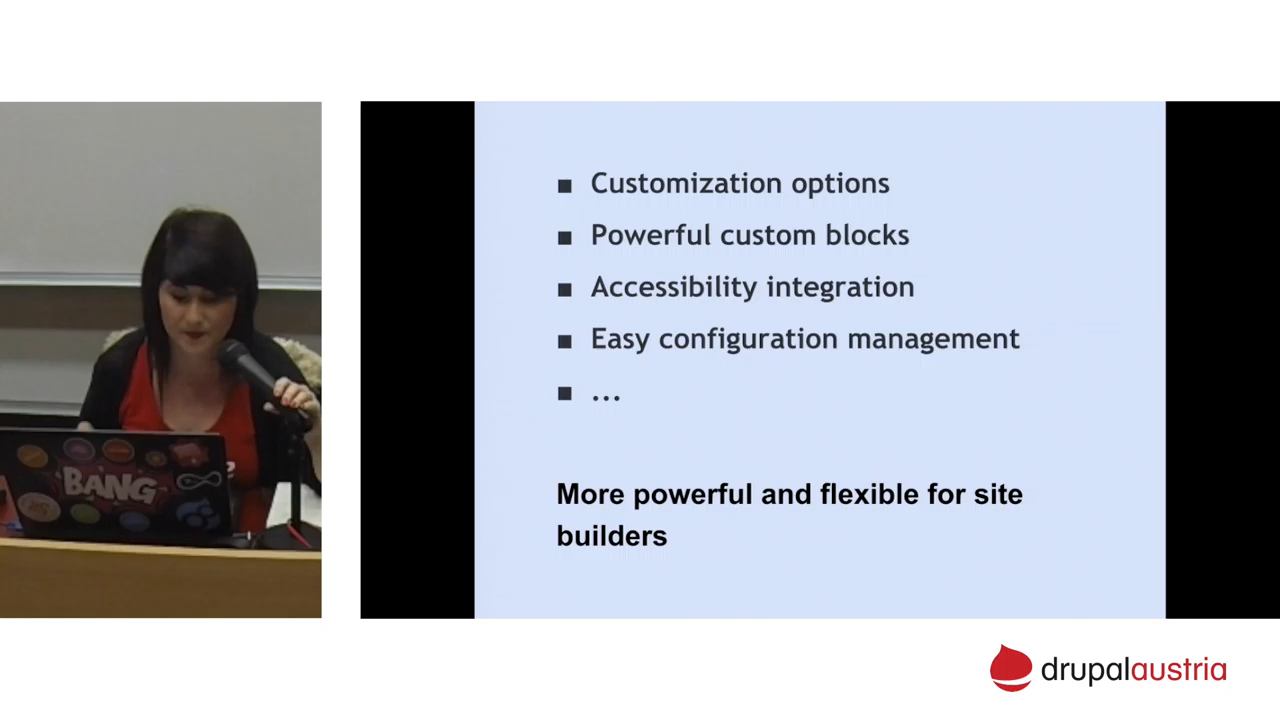 BANG
■ Customization options
■ Powerful custom blocks
■ Accessibility integration
■ Easy configuration management
■ ...
More powerful and flexible for site
builders
drupalaustria